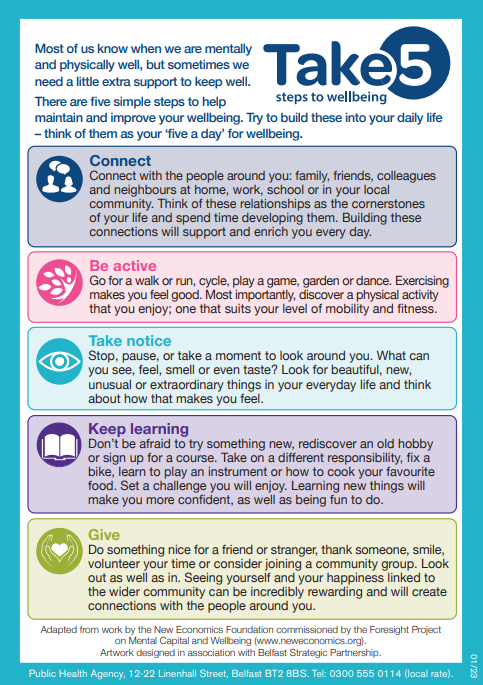 Most of us know when we are mentally
and physically well, but sometimes we
need a little extra support to keep well.
Take 5
steps to wellbeing
There are five simple steps to help
maintain and improve your wellbeing. Try to build these into your daily life
– think of them as your ‘five a day’ for wellbeing.
Connect
Connect with the people around you: family, friends, colleagues
and neighbours at home, work, school or in your local
community. Think of these relationships as the cornerstones
of your life and spend time developing them. Building these
connections will support and enrich you every day.
Be active
Go for a walk or run, cycle, play a game, garden or dance. Exercising
makes you feel good. Most importantly, discover a physical activity
that you enjoy; one that suits your level of mobility and fitness.
Take notice
Stop, pause, or take a moment to look around you. What can
you see, feel, smell or even taste? Look for beautiful, new,
unusual or extraordinary things in your everyday life and think
about how that makes you feel.
Keep learning
Don’t be afraid to try something new, rediscover an old hobby
or sign up for a course. Take on a different responsibility, fix a
bike, learn to play an instrument or how to cook your favourite
food. Set a challenge you will enjoy. Learning new things will
make you more confident, as well as being fun to do.
Give
Do something nice for a friend or stranger, thank someone, smile,
volunteer your time or consider joining a community group. Look
out as well as in. Seeing yourself and your happiness linked to
the wider community can be incredibly rewarding and will create
connections with the people around you.
Adapted from work by the New Economics Foundation commissioned by the Foresight Project
on Mental Capital and Wellbeing (www.neweconomics.org).
Artwork designed in association with Belfast Strategic Partnership.
Public Health Agency, 12-22 Linenhall Street, Belfast BT2 8BS. Tel: 0300 555 0114 (local rate).
01/23